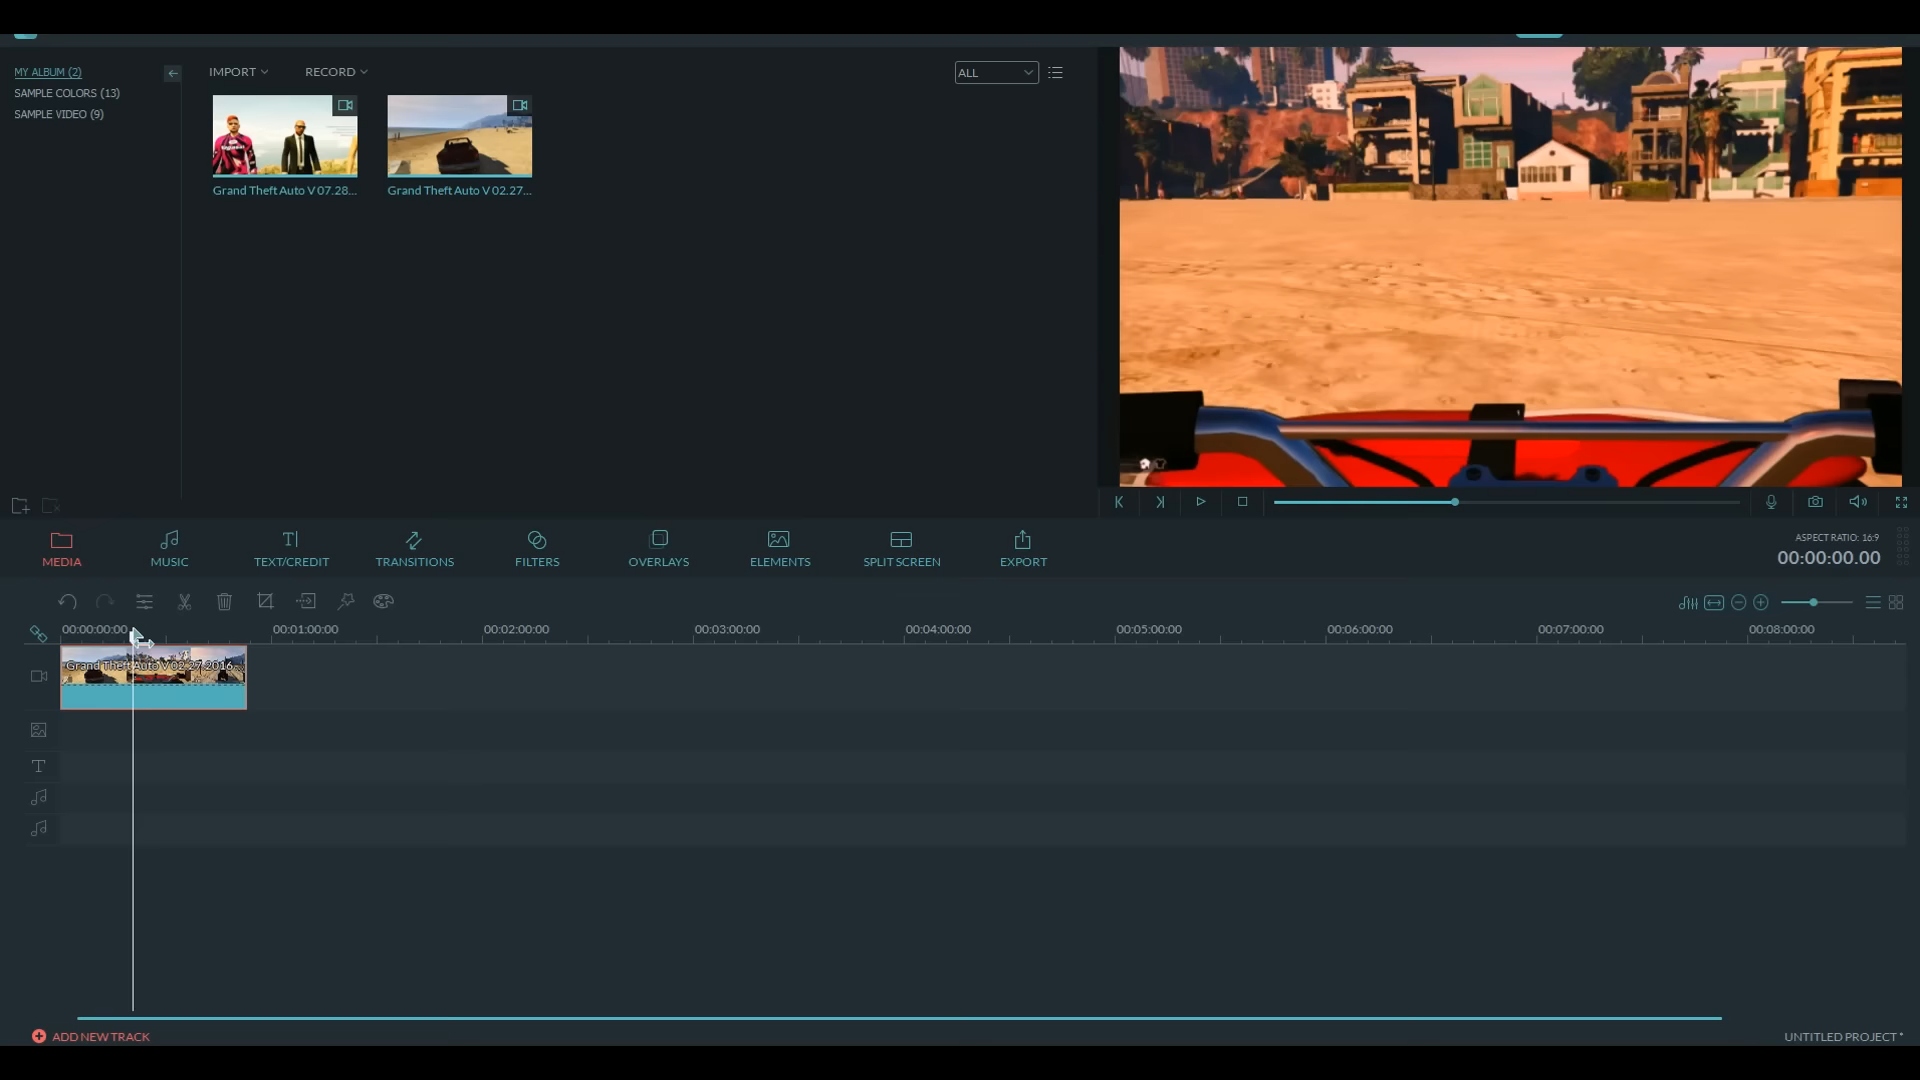 MY ALBUM (2)
SAMPLE COLORS (13)
SAMPLE VIDEO (9)
IMPORT
RECORD
ALL
Grand Theft Auto V 07.28...
Grand Theft Auto V 02.27...
MEDIA
MUSIC
TEXT/CREDIT
TRANSITIONS
FILTERS
OVERLAYS
ELEMENTS
SPLIT SCREEN
EXPORT
ASPECT RATIO: 16:9
00:00:00.00
00:00:00:00
00:01:00:00
00:02:00:00
00:03:00:00
00:04:00:00
00:05:00:00
00:06:00:00
00:07:00:00
00:08:00:00
Grand Theft Auto V 02.27.2016...
ADD NEW TRACK
UNTITLED PROJECT *